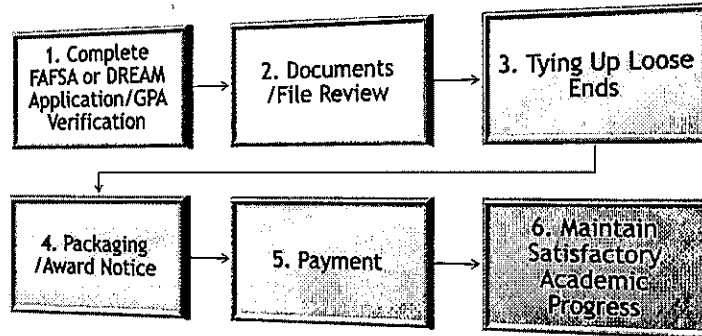 1. Complete
FAFSA or DREAM
Application/GPA
Verification
2. Documents
/File Review
3. Tying Up Loose
Ends
4. Packaging
/Award Notice
5. Payment
6. Maintain
Satisfactory
Academic
Progress